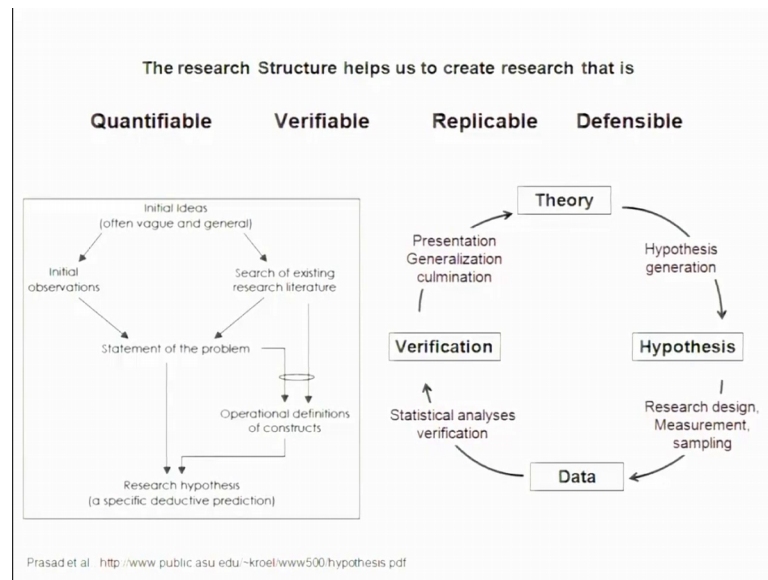 The research Structure helps us to create research that is
Quantifiable Verifiable Replicable Defensible
Initial Ideas
(often vague and general)
Initial
observations
Search of existing
research literature
Statement of the problem
Operational definitions
of constructs
Research hypothesis
(a specific deductive prediction)
Theory
Hypothesis
generation
Hypothesis
Research design,
Measurement,
sampling
Data
Statistical analyses
verification
Verification
Presentation
Generalization
culmination
Prasad et al http://www.public.asu.edu/~kroel/www500/hypothesis.pdf